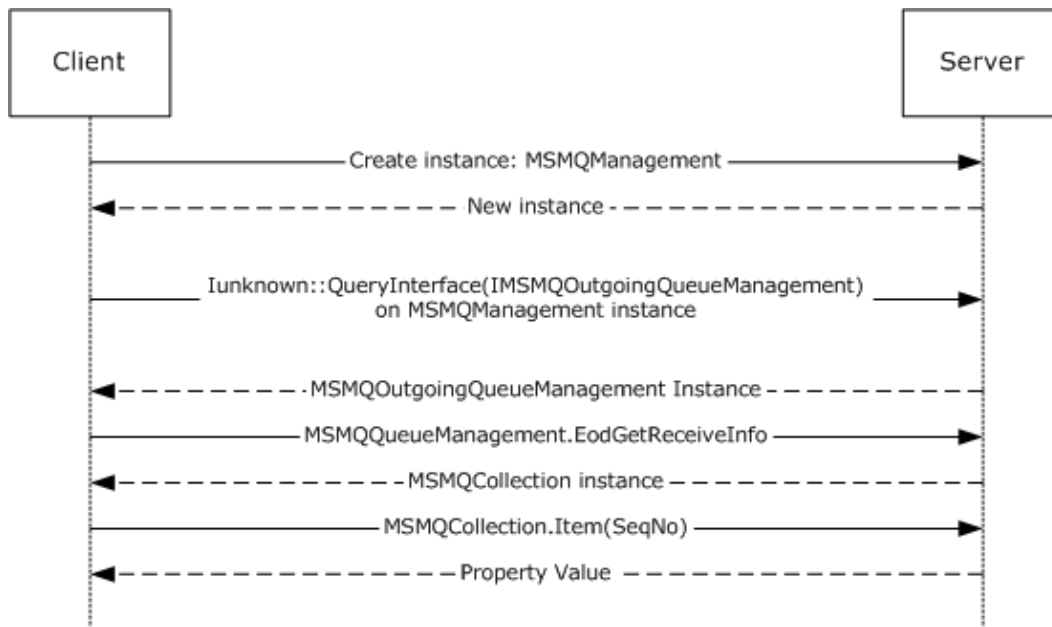 Client
Server
Create instance: MSMQManagement
New instance
Iunknown::QueryInterface(IMSMQOutgoingQueueManagement)
on MSMQManagement instance
MSMQOutgoingQueueManagement Instance
MSMQQueueManagement.EodGetReceiveInfo
MSMQCollection instance
MSMQCollection.Item(SeqNo)
Property Value